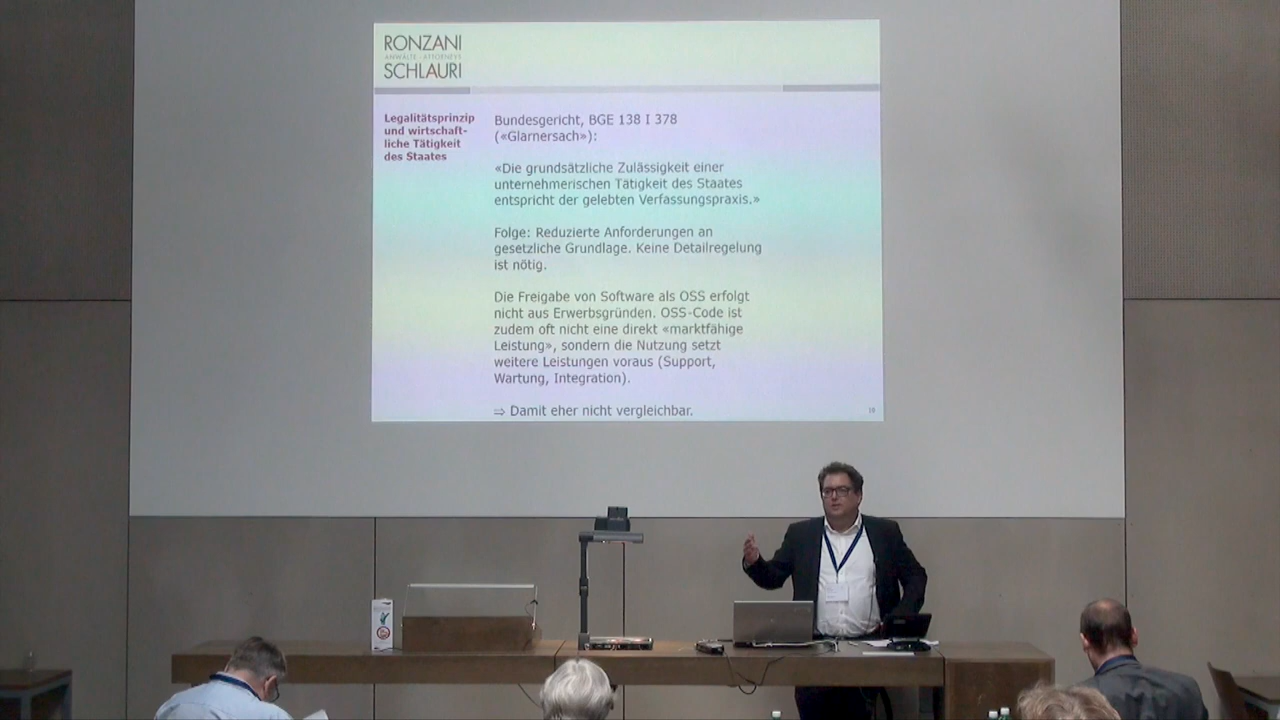 RONZANI
ANWÄLTE · ATTORNEYS
SCHLAURI
Legalitätsprinzip
und wirtschaft-
liche Tätigkeit
des Staates
Bundesgericht, BGE 138 I 378
(«Glarnersach»):
«Die grundsätzliche Zulässigkeit einer
unternehmerischen Tätigkeit des Staates
entspricht der gelebten Verfassungspraxis.»
Folge: Reduzierte Anforderungen an
gesetzliche Grundlage. Keine Detailregelung
ist nötig.
Die Freigabe von Software als OSS erfolgt
nicht aus Erwerbsgründen. OSS-Code ist
zudem oft nicht eine direkt «marktfähige
Leistung», sondern die Nutzung setzt
weitere Leistungen voraus (Support,
Wartung, Integration).
⇒ Damit eher nicht vergleichbar.